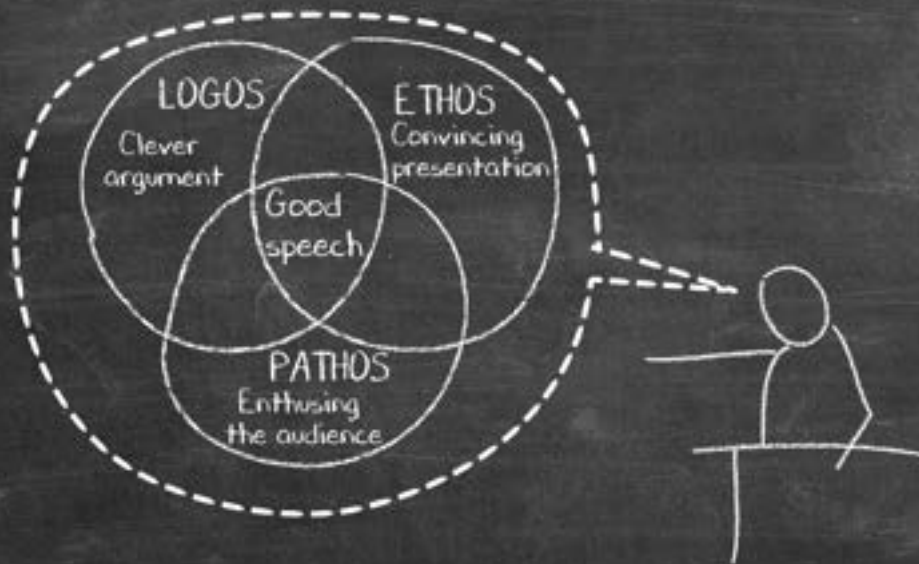 LOGOS
Clever
argument
ETHOS
Convincing
presentation
Good
speech
PATHOS
Enthusing
the audience